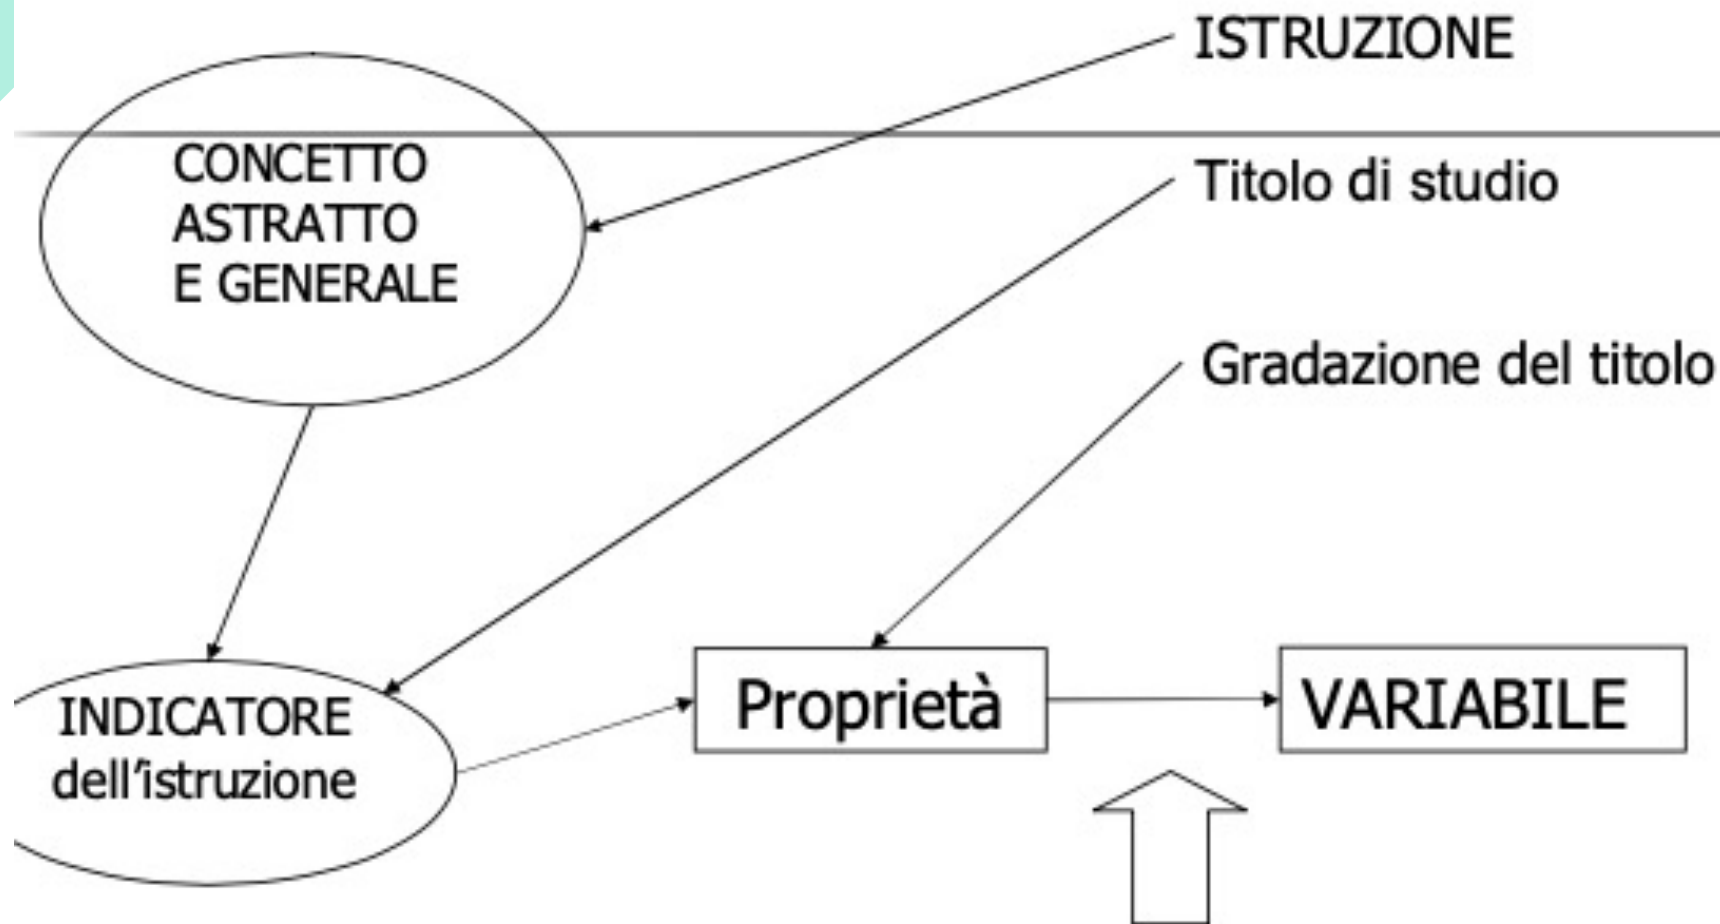 ISTRUZIONE
CONCETTO
ASTRATTO
E GENERALE
Titolo di studio
Gradazione del titolo
INDICATORE
dell'istruzione
Proprietà
VARIABILE